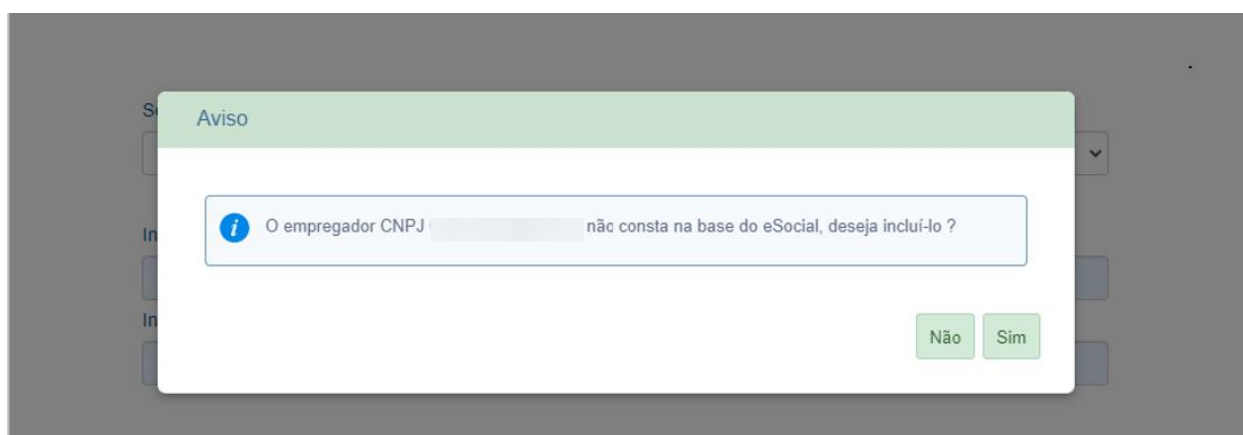 Aviso
O empregador CNPJ não consta na base do eSocial, deseja incluí-lo ?
Não Sim